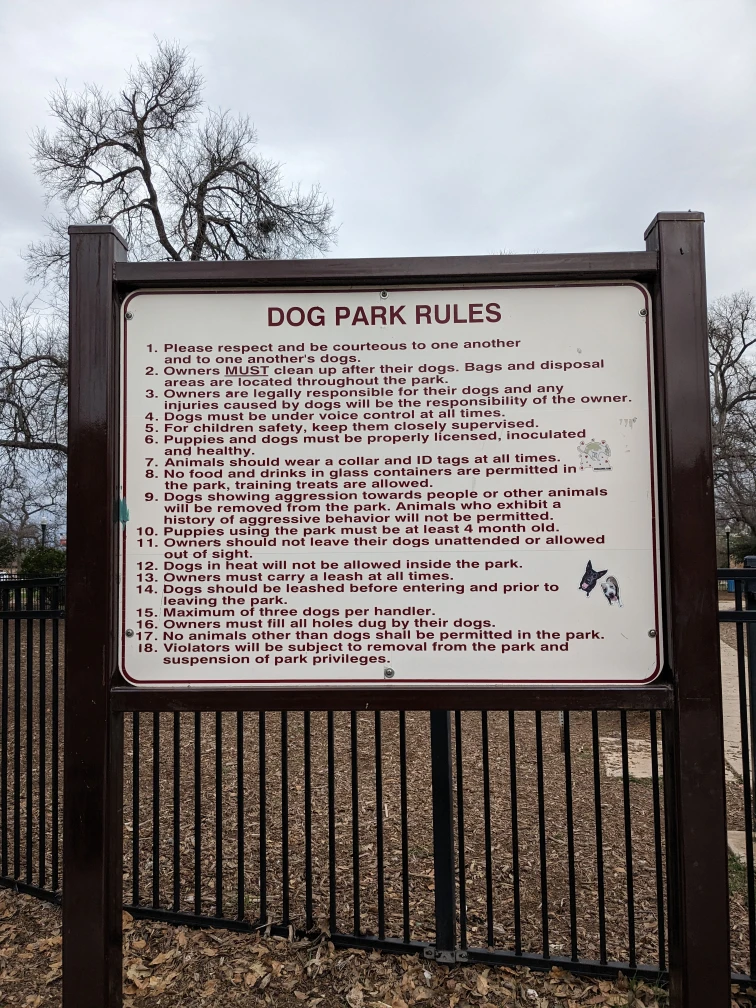 DOG PARK RULES
1. Please respect and be courteous to one another
and to one another's dogs.
2. Owners MUST clean up after their dogs. Bags and disposal
areas are located throughout the park.
3. Owners are legally responsible for their dogs and any
injuries caused by dogs will be the responsibility of the owner.
4. Dogs must be under voice control at all times.
5. For children safety, keep them closely supervised.
6. Puppies and dogs must be properly licensed, inoculated
and healthy.
7. Animals should wear a collar and ID tags at all times.
8. No food and drinks in glass containers are permitted in
the park, training treats are allowed.
9. Dogs showing aggression towards people or other animals
will be removed from the park. Animals who exhibit a
history of aggressive behavior will not be permitted.
10. Puppies using the park must be at least 4 month old.
11. Owners should not leave their dogs unattended or allowed
out of sight.
12. Dogs in heat will not be allowed inside the park.
13. Owners must carry a leash at all times.
14. Dogs should be leashed before entering and prior to
leaving the park.
15. Maximum of three dogs per handler.
16. Owners must fill all holes dug by their dogs.
17. No animals other than dogs shall be permitted in the park.
18. Violators will be subject to removal from the park and
suspension of park privileges.